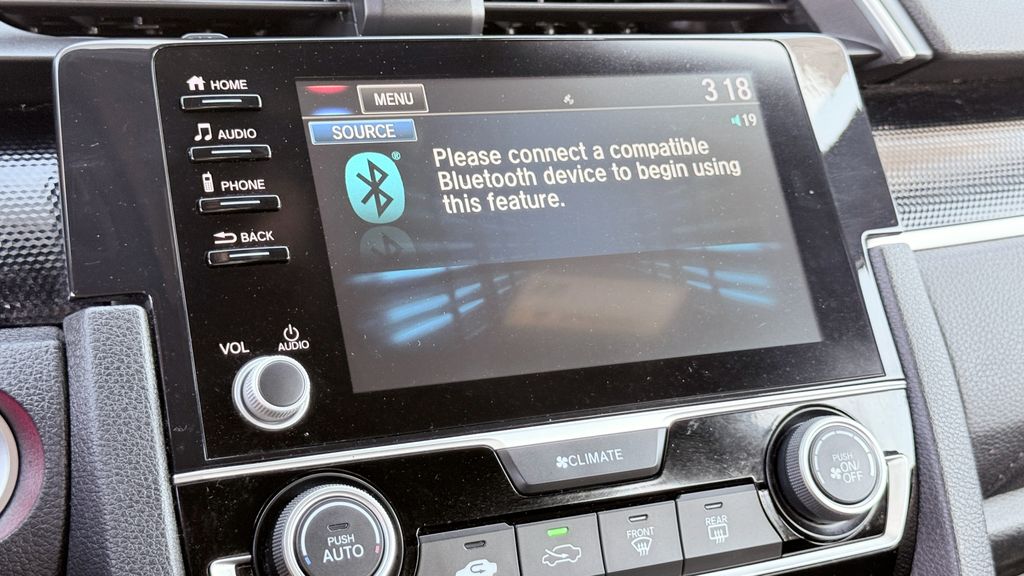 HOME
AUDIO
PHONE
BACK
VOL
AUDIO
MENU
3 18
SOURCE
19
Please connect a compatible
Bluetooth device to begin using
this feature.
®
CLIMATE
PUSH
AUTO
FRONT
REAR
PUSH
ON/
OFF